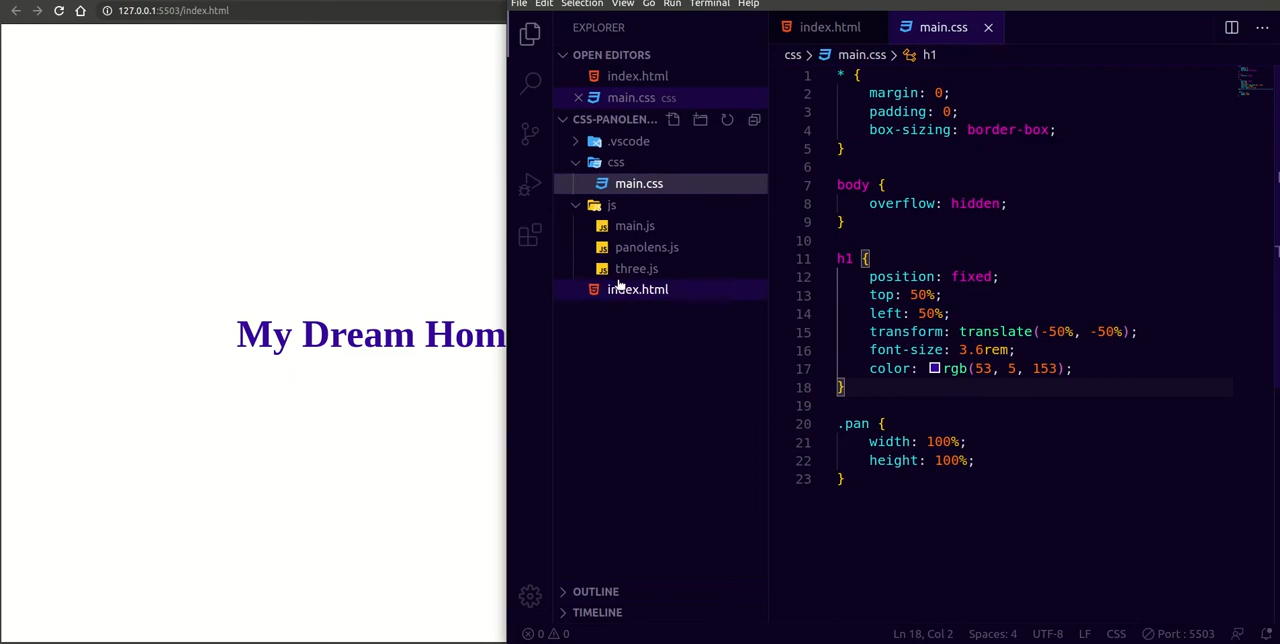 127.0.0.1:5503/index.html
My Dream Hom
File Edit Selection View Go Run Terminal Help
EXPLORER
OPEN EDITORS
index.html
main.css css
CSS-PANOLEN...
.vscode
css
main.css
js
JS main.js
JS panolens.js
JS three.js
index.html
OUTLINE
TIMELINE
index.html
main.css
css > main.css > h1
1 * {
2 margin: 0;
3 padding: 0;
4 box-sizing: border-box;
5 }
6
7 body {
8 overflow: hidden;
9 }
10
11 h1 {
12 position: fixed;
13 top: 50%;
14 left: 50%;
15 transform: translate(-50%, -50%);
16 font-size: 3.6rem;
17 color: rgb(53, 5, 153);
18 }
19
20 .pan {
21 width: 100%;
22 height: 100%;
23 }
0 0
Ln 18, Col 2 Spaces: 4 UTF-8 LF CSS Port : 5503